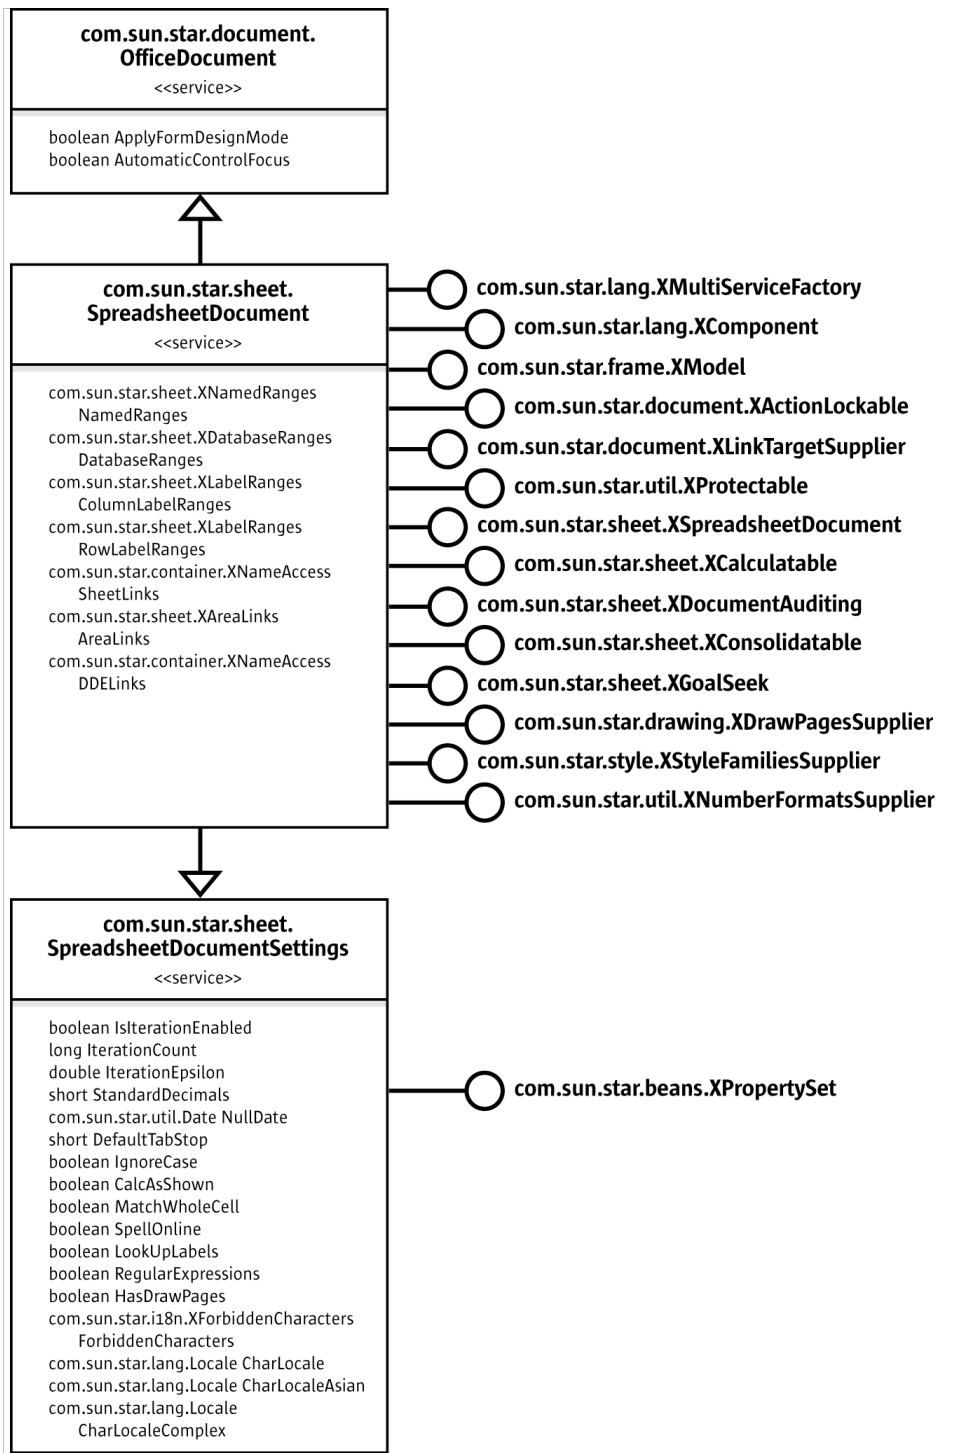 com.sun.star.document.
OfficeDocument
<<service>>
boolean ApplyFormDesignMode
boolean AutomaticControlFocus
com.sun.star.sheet.
SpreadsheetDocument
<<service>>
com.sun.star.sheet.XNamedRanges
NamedRanges
com.sun.star.sheet.XDatabaseRanges
DatabaseRanges
com.sun.star.sheet.XLabelRanges
ColumnLabelRanges
com.sun.star.sheet.XLabelRanges
RowLabelRanges
com.sun.star.container.XNameAccess
SheetLinks
com.sun.star.sheet.XAreaLinks
AreaLinks
com.sun.star.container.XNameAccess
DDELinks
com.sun.star.lang.XMultiServiceFactory
com.sun.star.lang.XComponent
com.sun.star.frame.XModel
com.sun.star.document.XActionLockable
com.sun.star.document.XLinkTargetSupplier
com.sun.star.util.XProtectable
com.sun.star.sheet.XSpreadsheetDocument
com.sun.star.sheet.XCalculatable
com.sun.star.sheet.XDocumentAuditing
com.sun.star.sheet.XConsolidatable
com.sun.star.sheet.XGoalSeek
com.sun.star.drawing.XDrawPagesSupplier
com.sun.star.style.XStyleFamiliesSupplier
com.sun.star.util.XNumberFormatsSupplier
com.sun.star.sheet.
SpreadsheetDocumentSettings
<<service>>
boolean IsIterationEnabled
long IterationCount
double IterationEpsilon
short StandardDecimals
com.sun.star.util.Date NullDate
short DefaultTabStop
boolean IgnoreCase
boolean CalcAsShown
boolean MatchWholeCell
boolean SpellOnline
boolean LookUpLabels
boolean RegularExpressions
boolean HasDrawPages
com.sun.star.i18n.XForbiddenCharacters
ForbiddenCharacters
com.sun.star.lang.Locale CharLocale
com.sun.star.lang.Locale CharLocaleAsian
com.sun.star.lang.Locale
CharLocaleComplex
com.sun.star.beans.XPropertySet